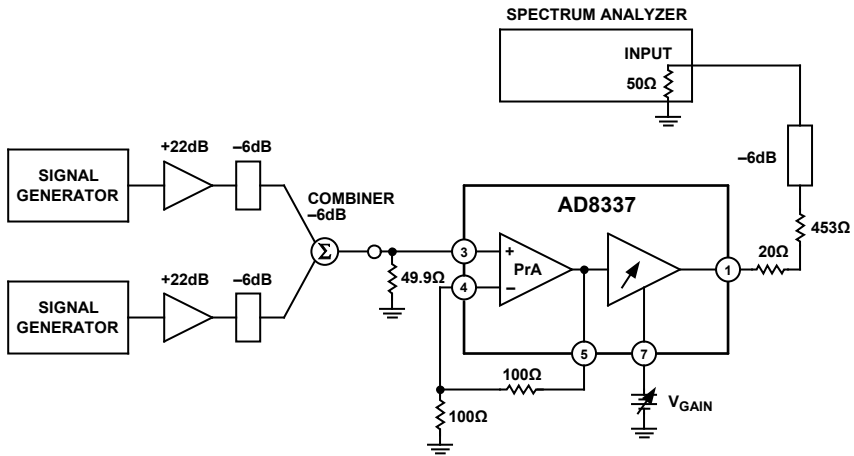 SPECTRUM ANALYZER
INPUT
50Ω
+22dB
–6dB
–6dB
SIGNAL
GENERATOR
COMBINER
–6dB
AD8337
453Ω
Σ
3
+
PrA
20Ω
1
49.9Ω
4
–
+22dB
–6dB
SIGNAL
GENERATOR
5
7
100Ω
100Ω
VGAIN